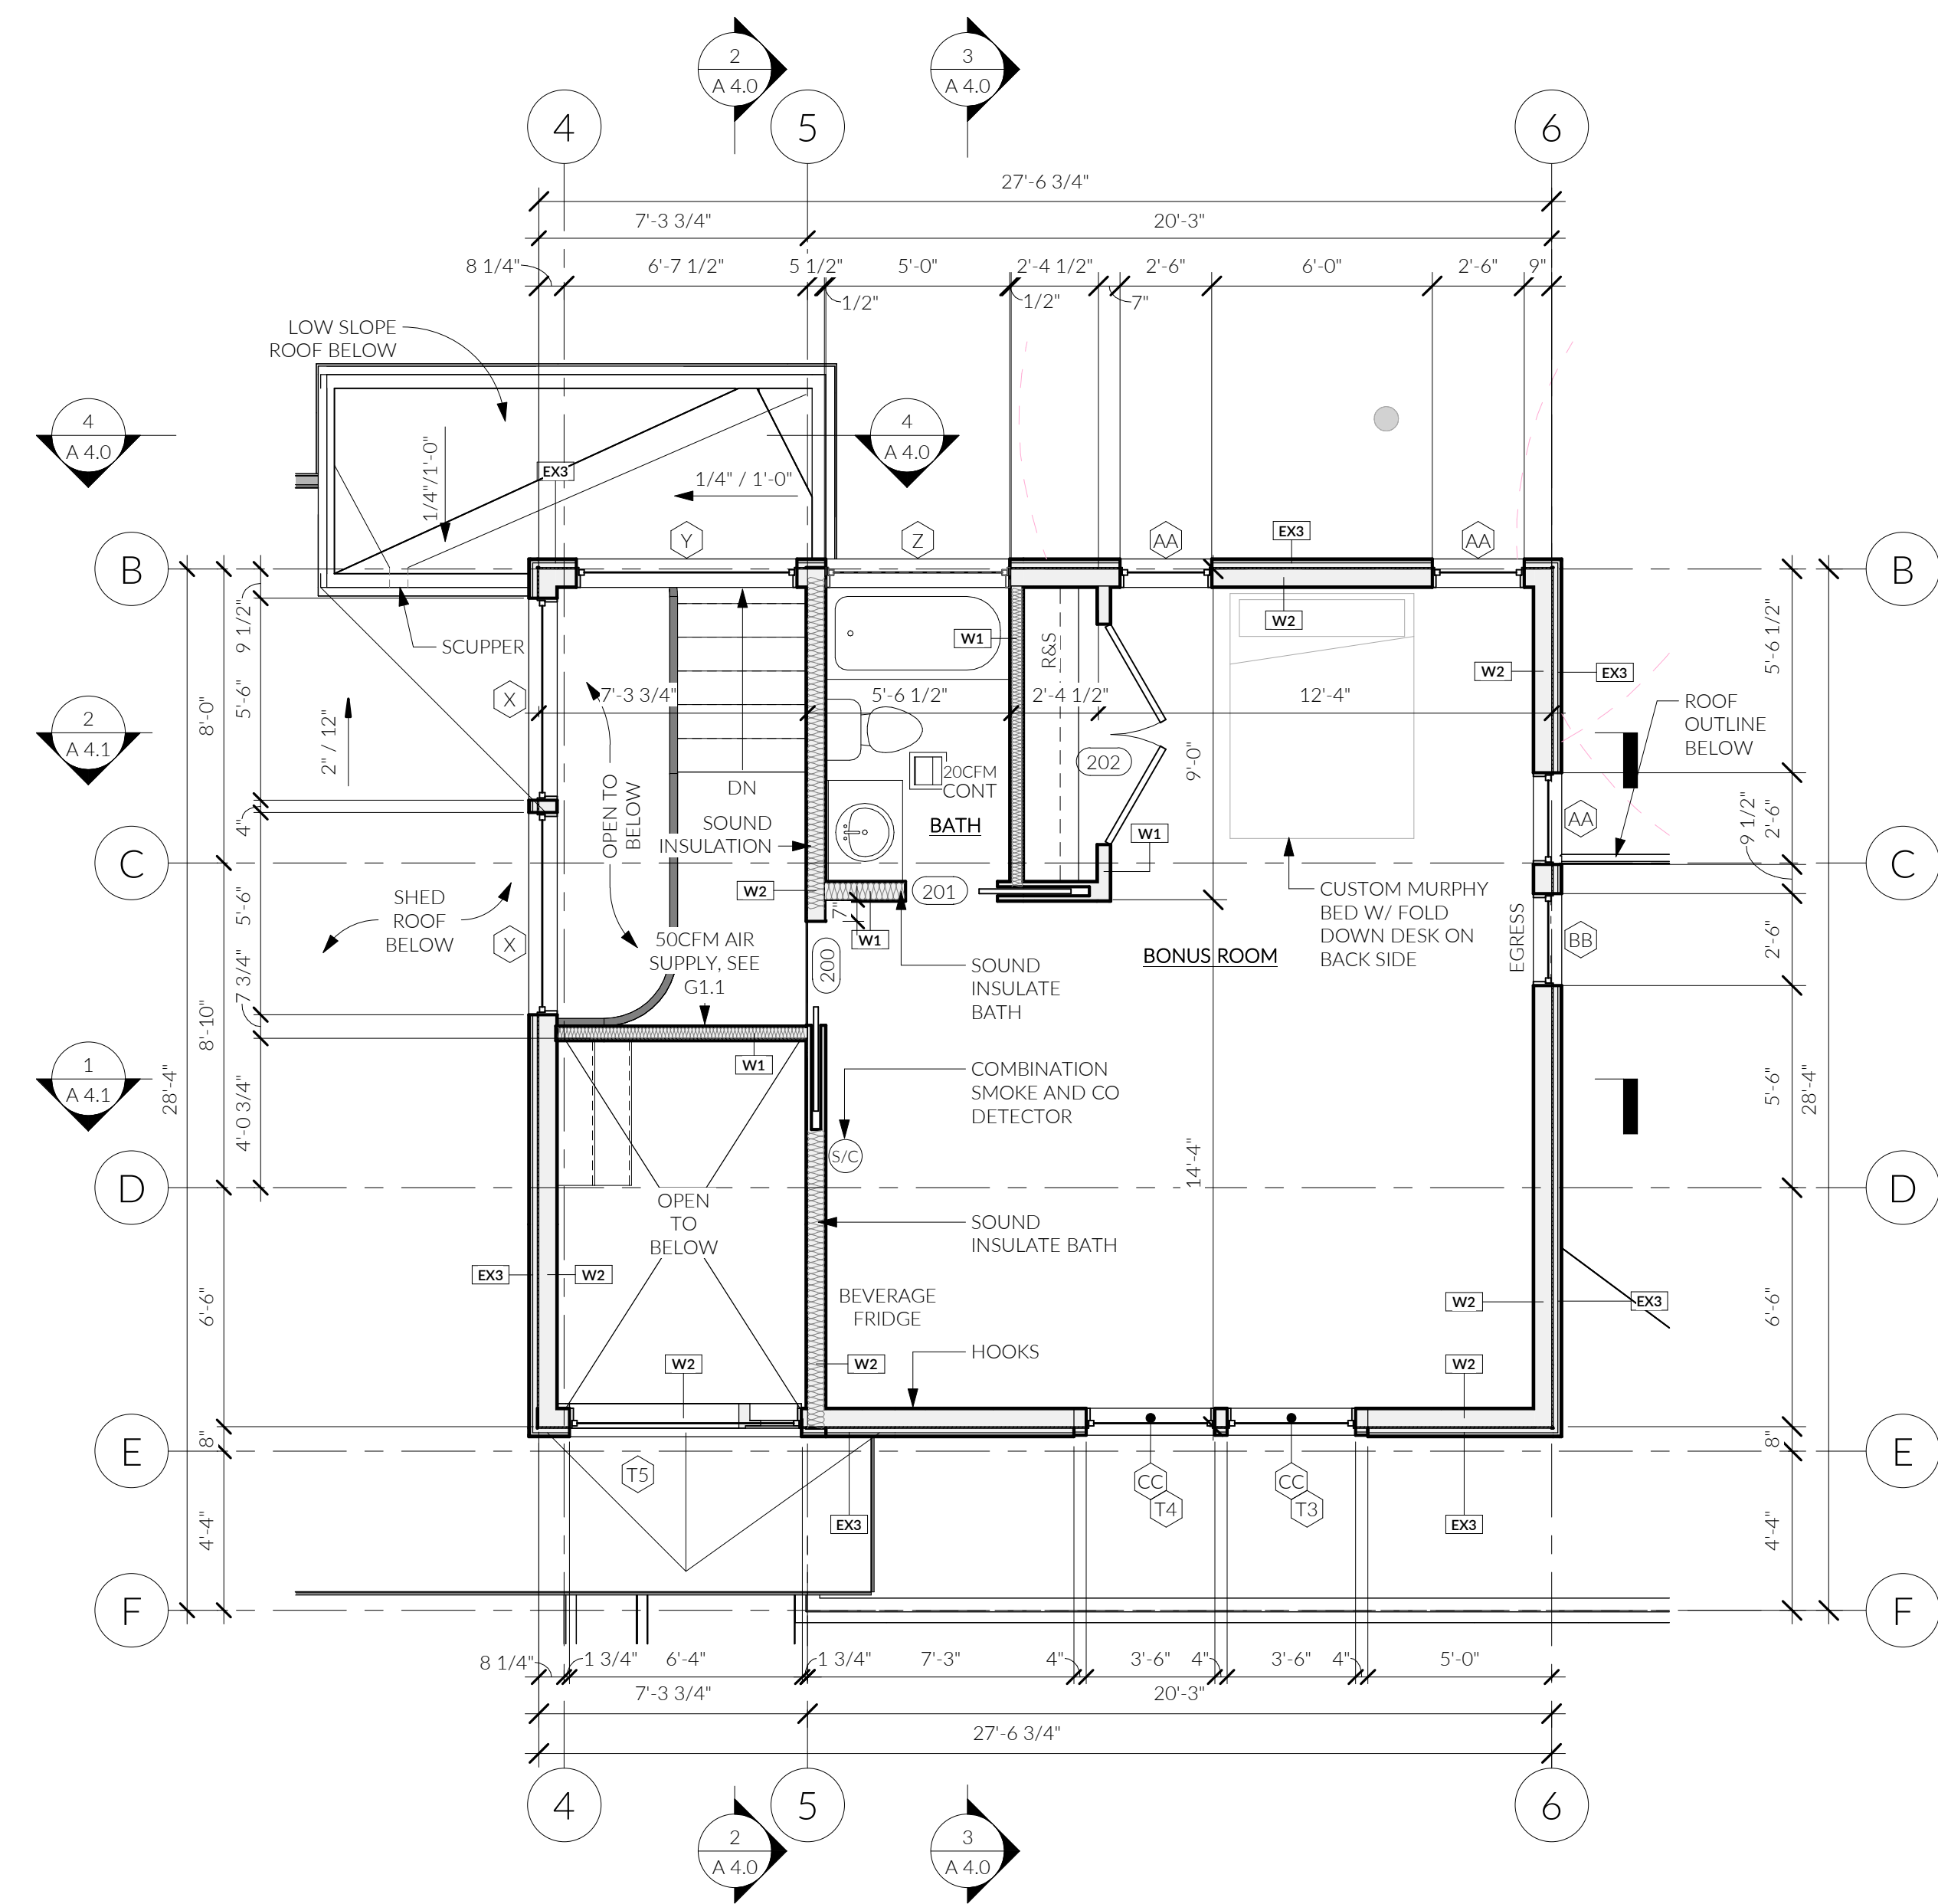 2
A 4.0
3
A 4.0
4
5
6
27'-6 3/4"
7'-3 3/4"
20'-3"
8 1/4"
6'-7 1/2"
5 1/2"
5'-0"
2'-4 1/2"
2'-6"
6'-0"
2'-6"
9"
1/2"
1/2"
7"
LOW SLOPE
ROOF BELOW
4
A 4.0
4
A 4.0
1/4"/1'-0"
EX3
1/4" / 1'-0"
Y
Z
AA
EX3
AA
B
B
9 1/2"
SCUPPER
W1
R&S
W2
W2
EX3
5'-6 1/2"
5'-6"
8'-0"
X
7'-3 3/4"
5'-6 1/2"
2'-4 1/2"
12'-4"
ROOF
OUTLINE
BELOW
2
A 4.1
2" / 12"
9'-0"
202
20CFM
CONT
DN
OPEN TO
BELOW
SOUND
INSULATION
BATH
W1
AA
2'-6"
9 1/2"
4"
C
C
W2
201
7"
W1
CUSTOM MURPHY
BED W/ FOLD
DOWN DESK ON
BACK SIDE
SHED
ROOF
BELOW
5'-6"
X
50CFM AIR
SUPPLY, SEE
G1.1
200
BONUS ROOM
EGRESS
BB
2'-6"
SOUND
INSULATE
BATH
7 3/4"
8'-10"
1
A 4.1
28'-4"
4'-0 3/4"
W1
COMBINATION
SMOKE AND CO
DETECTOR
5'-6"
28'-4"
S/C
14'-4"
D
D
OPEN
TO
BELOW
SOUND
INSULATE BATH
EX3
W2
6'-6"
BEVERAGE
FRIDGE
W2
EX3
6'-6"
W2
W2
HOOKS
W2
8"
8"
E
E
T5
CC
T4
CC
T3
EX3
EX3
4'-4"
4'-4"
F
F
8 1/4"
1 3/4"
6'-4"
1 3/4"
7'-3"
4"
3'-6"
4"
3'-6"
4"
5'-0"
7'-3 3/4"
20'-3"
27'-6 3/4"
4
5
6
2
A 4.0
3
A 4.0